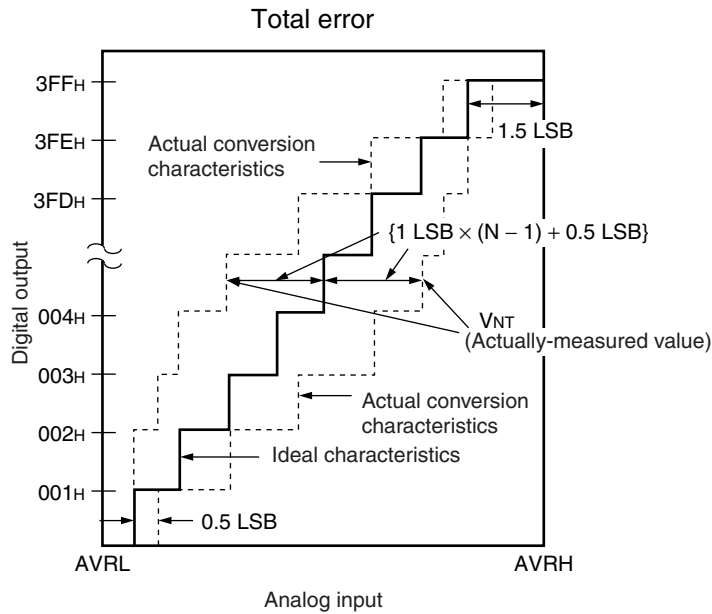 Total error
3FFH
1.5 LSB
3FEH
Actual conversion
characteristics
3FDH
{1 LSB × (N − 1) + 0.5 LSB}
Digital output
004H
VNT
(Actually-measured value)
003H
Actual conversion
characteristics
002H
Ideal characteristics
001H
0.5 LSB
AVRL
AVRH
Analog input